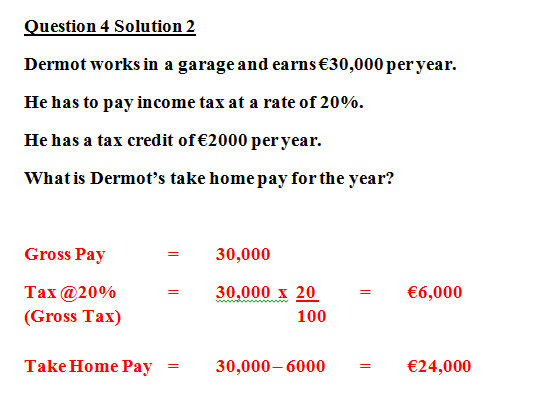 Question 4 Solution 2
Dermot works in a garage and earns €30,000 per year.
He has to pay income tax at a rate of 20%.
He has a tax credit of €2000 per year.
What is Dermot's take home pay for the year?
Gross Pay = 30,000
Tax @20% = 30,000 x 20 = €6,000
(Gross Tax) 100
Take Home Pay = 30,000 – 6000 = €24,000